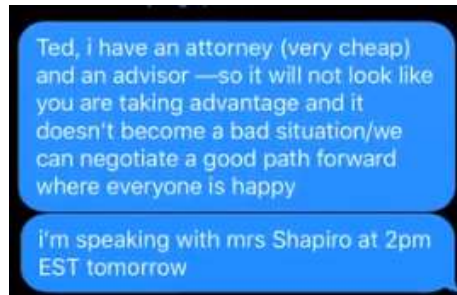 Ted, i have an attorney (very cheap)
and an advisor —so it will not look like
you are taking advantage and it
doesn't become a bad situation/we
can negotiate a good path forward
where everyone is happy
i'm speaking with mrs Shapiro at 2pm
EST tomorrow